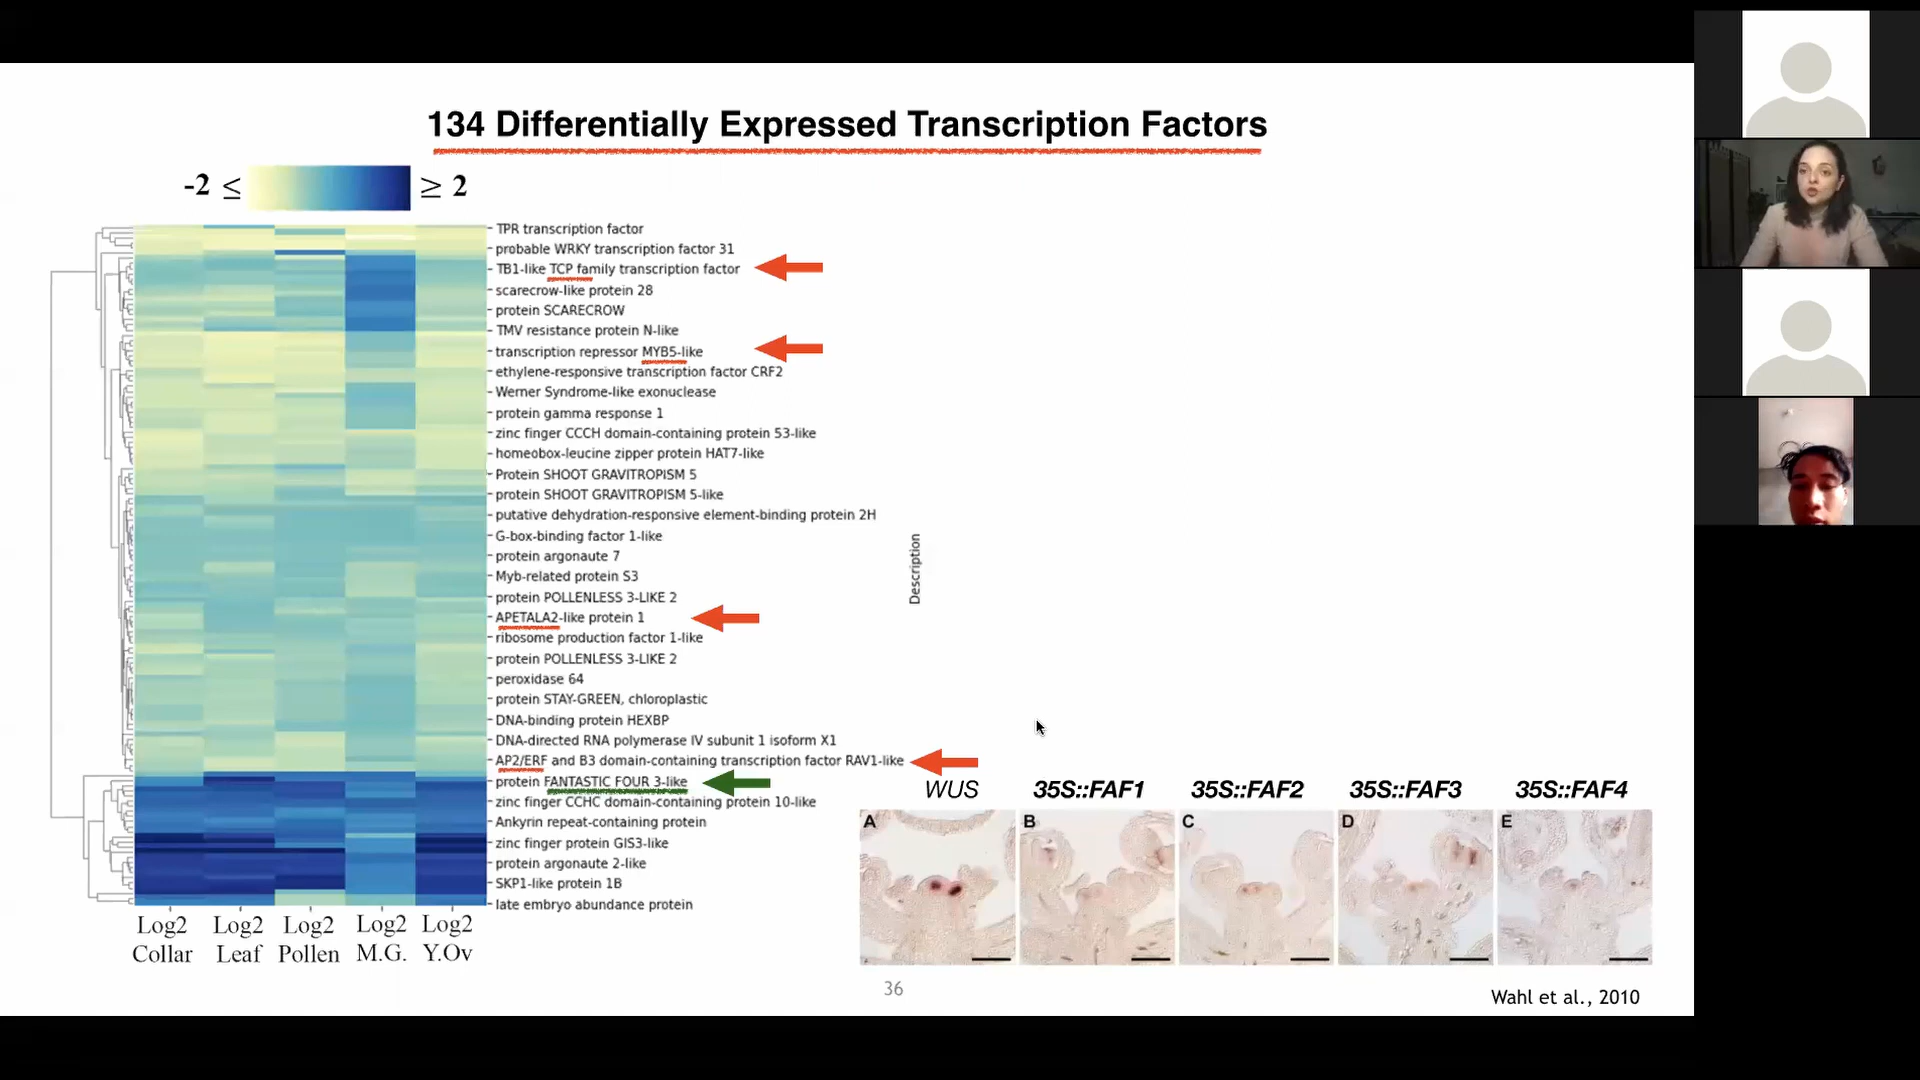 134 Differentially Expressed Transcription Factors
-2 ≤ ≥ 2
TPR transcription factor
probable WRKY transcription factor 31
TB1-like TCP family transcription factor
scarecrow-like protein 28
protein SCARECROW
TMV resistance protein N-like
transcription repressor MYB5-like
ethylene-responsive transcription factor CRF2
Werner Syndrome-like exonuclease
protein gamma response 1
zinc finger CCCH domain-containing protein 53-like
homeobox-leucine zipper protein HAT7-like
Protein SHOOT GRAVITROPISM 5
protein SHOOT GRAVITROPISM 5-like
putative dehydration-responsive element-binding protein 2H
G-box-binding factor 1-like
protein argonaute 7
Myb-related protein S3
protein POLLENLESS 3-LIKE 2
APETALA2-like protein 1
ribosome production factor 1-like
protein POLLENLESS 3-LIKE 2
peroxidase 64
protein STAY-GREEN, chloroplastic
DNA-binding protein HEXBP
DNA-directed RNA polymerase IV subunit 1 isoform X1
AP2/ERF and B3 domain-containing transcription factor RAV1-like
protein FANTASTIC FOUR 3-like
zinc finger CCHC domain-containing protein 10-like
Ankyrin repeat-containing protein
zinc finger protein GIS3-like
protein argonaute 2-like
SKP1-like protein 1B
late embryo abundance protein
Description
Log2 Log2 Log2 Log2 Log2
Collar Leaf Pollen M.G. Y.Ov
WUS 35S::FAF1 35S::FAF2 35S::FAF3 35S::FAF4
A B C D E
36
Wahl et al., 2010